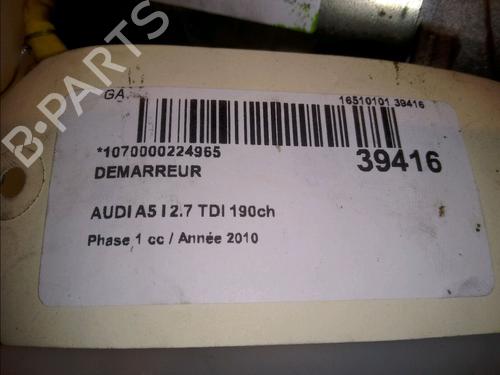 GA.
16510101 39416
*1070000224965
39416
DEMARREUR
AUDI A5 I 2.7 TDI 190ch
Phase 1 cc / Année 2010
B-PARTS